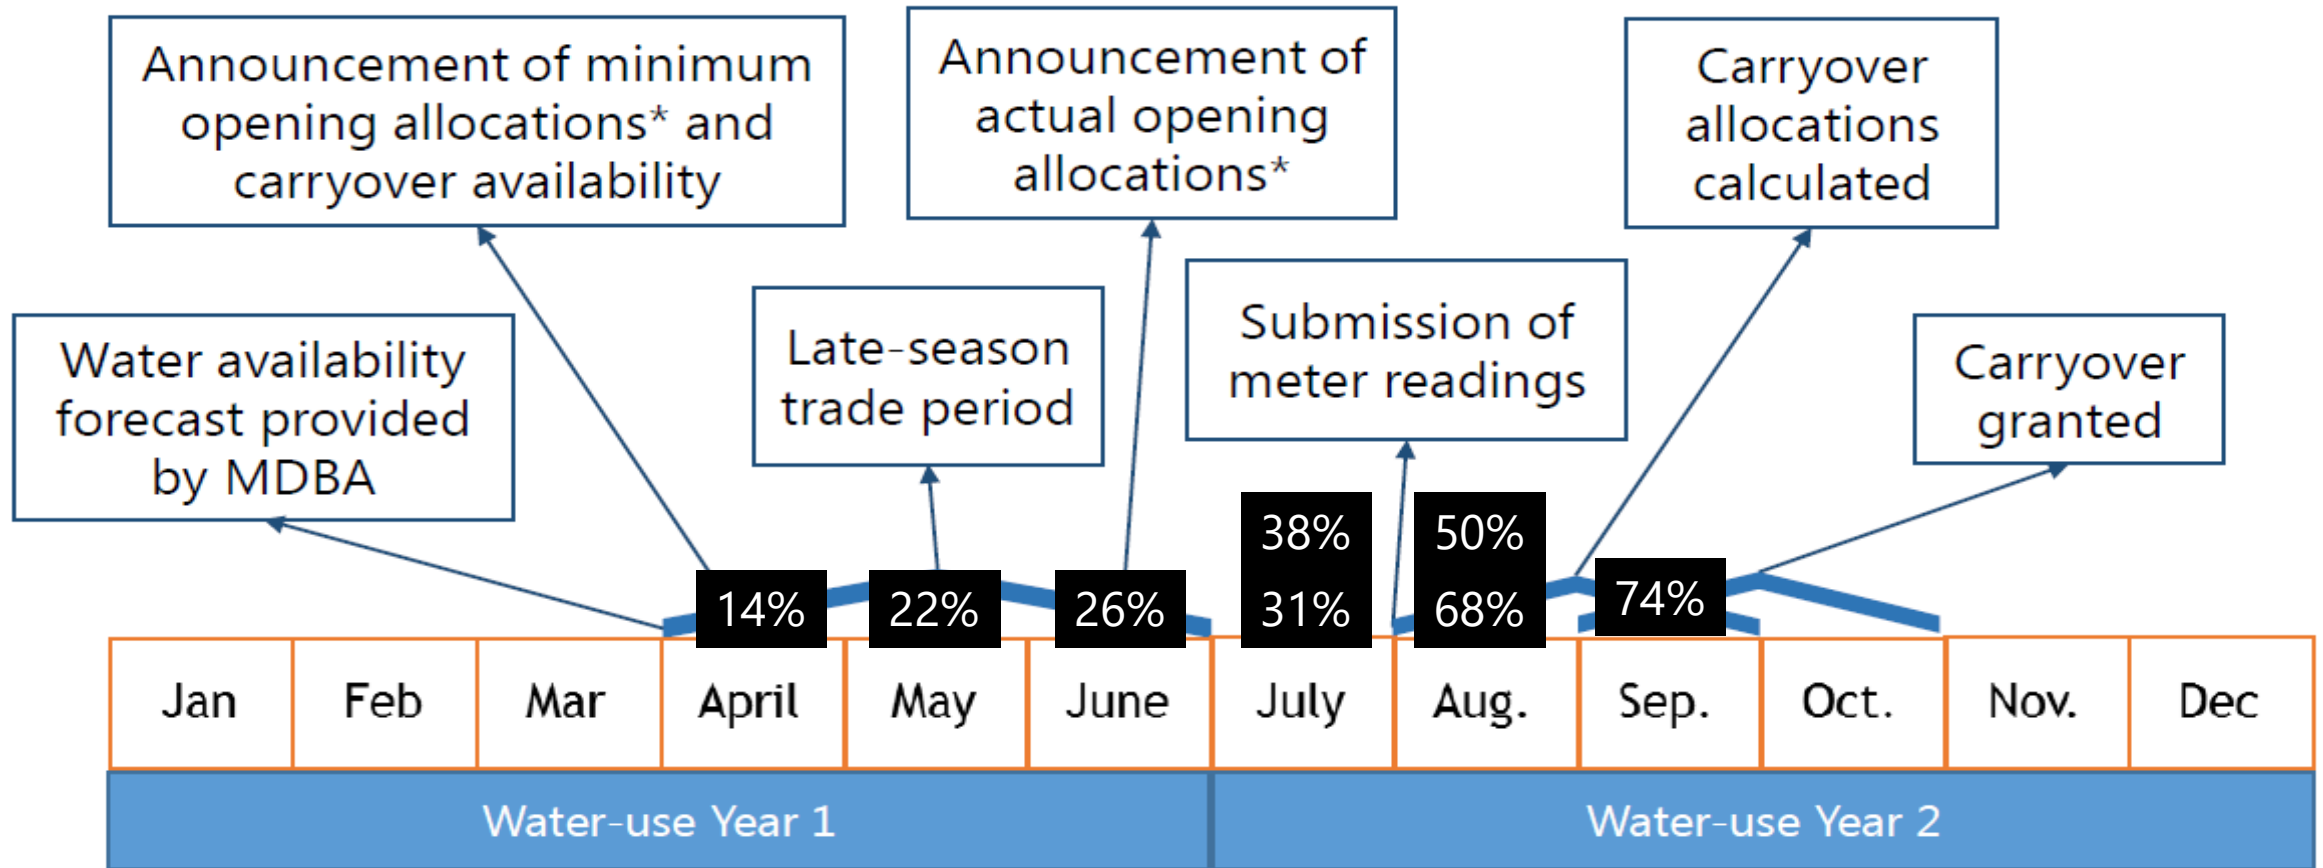 Announcement of minimum
opening allocations* and
carryover availability
Announcement of
actual opening
allocations*
Carryover
allocations
calculated
Water availability
forecast provided
by MDBA
Late-season
trade period
Submission of
meter readings
Carryover
granted
14%
22%
26%
38%
31%
50%
68%
74%
Jan
Feb
Mar
April
May
June
July
Aug.
Sep.
Oct.
Nov.
Dec
Water-use Year 1
Water-use Year 2